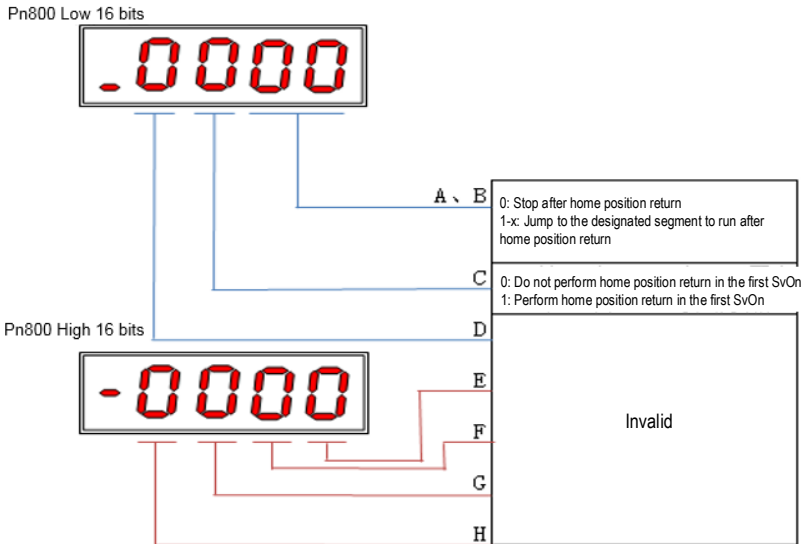 Pn800 Low 16 bits
_0000
A、B
0: Stop after home position return
1-x: Jump to the designated segment to run after
home position return
C
0: Do not perform home position return in the first SvOn
1: Perform home position return in the first SvOn
D
Pn800 High 16 bits
-0000
E
F
Invalid
G
H